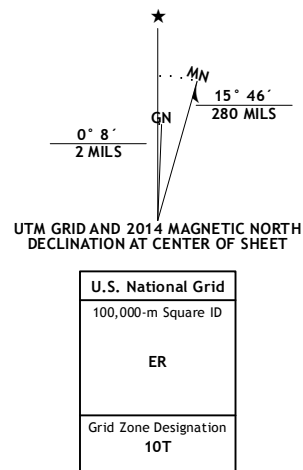 MN
15° 46´
280 MILS
GN
0° 8´
2 MILS
UTM GRID AND 2014 MAGNETIC NORTH
DECLINATION AT CENTER OF SHEET
U.S. National Grid
100,000-m Square ID
ER
Grid Zone Designation
10T